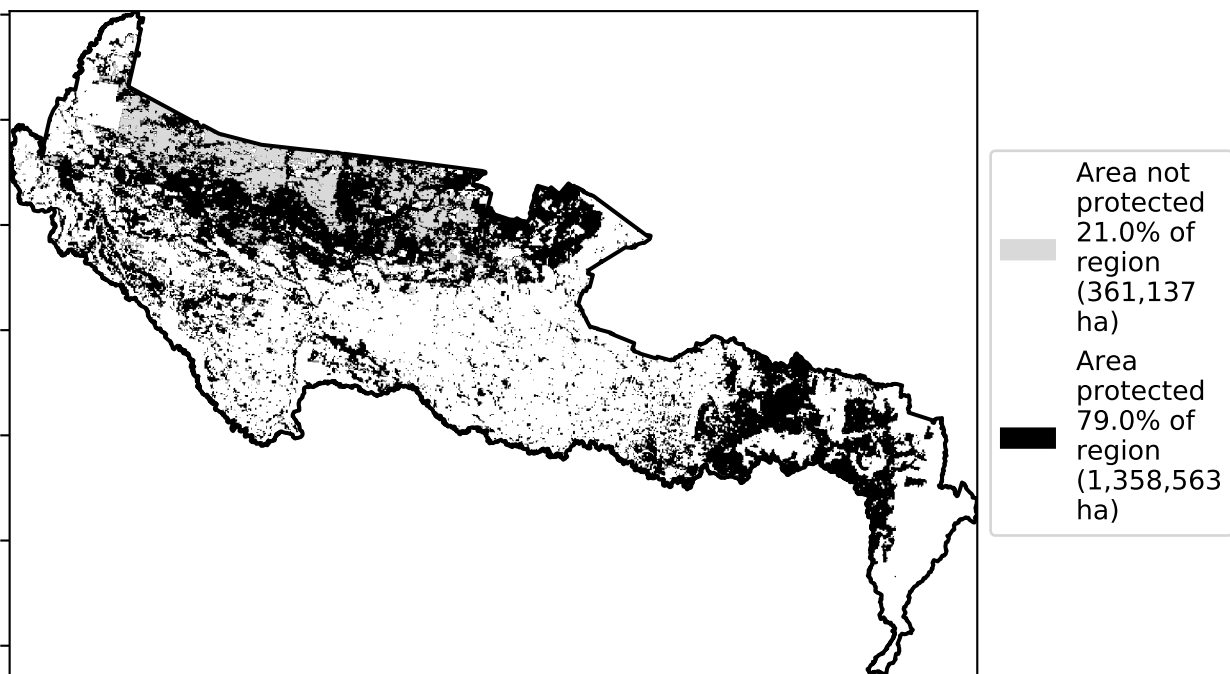 Area not
protected
21.0% of
region
(361,137
ha)
Area
protected
79.0% of
region
(1,358,563
ha)